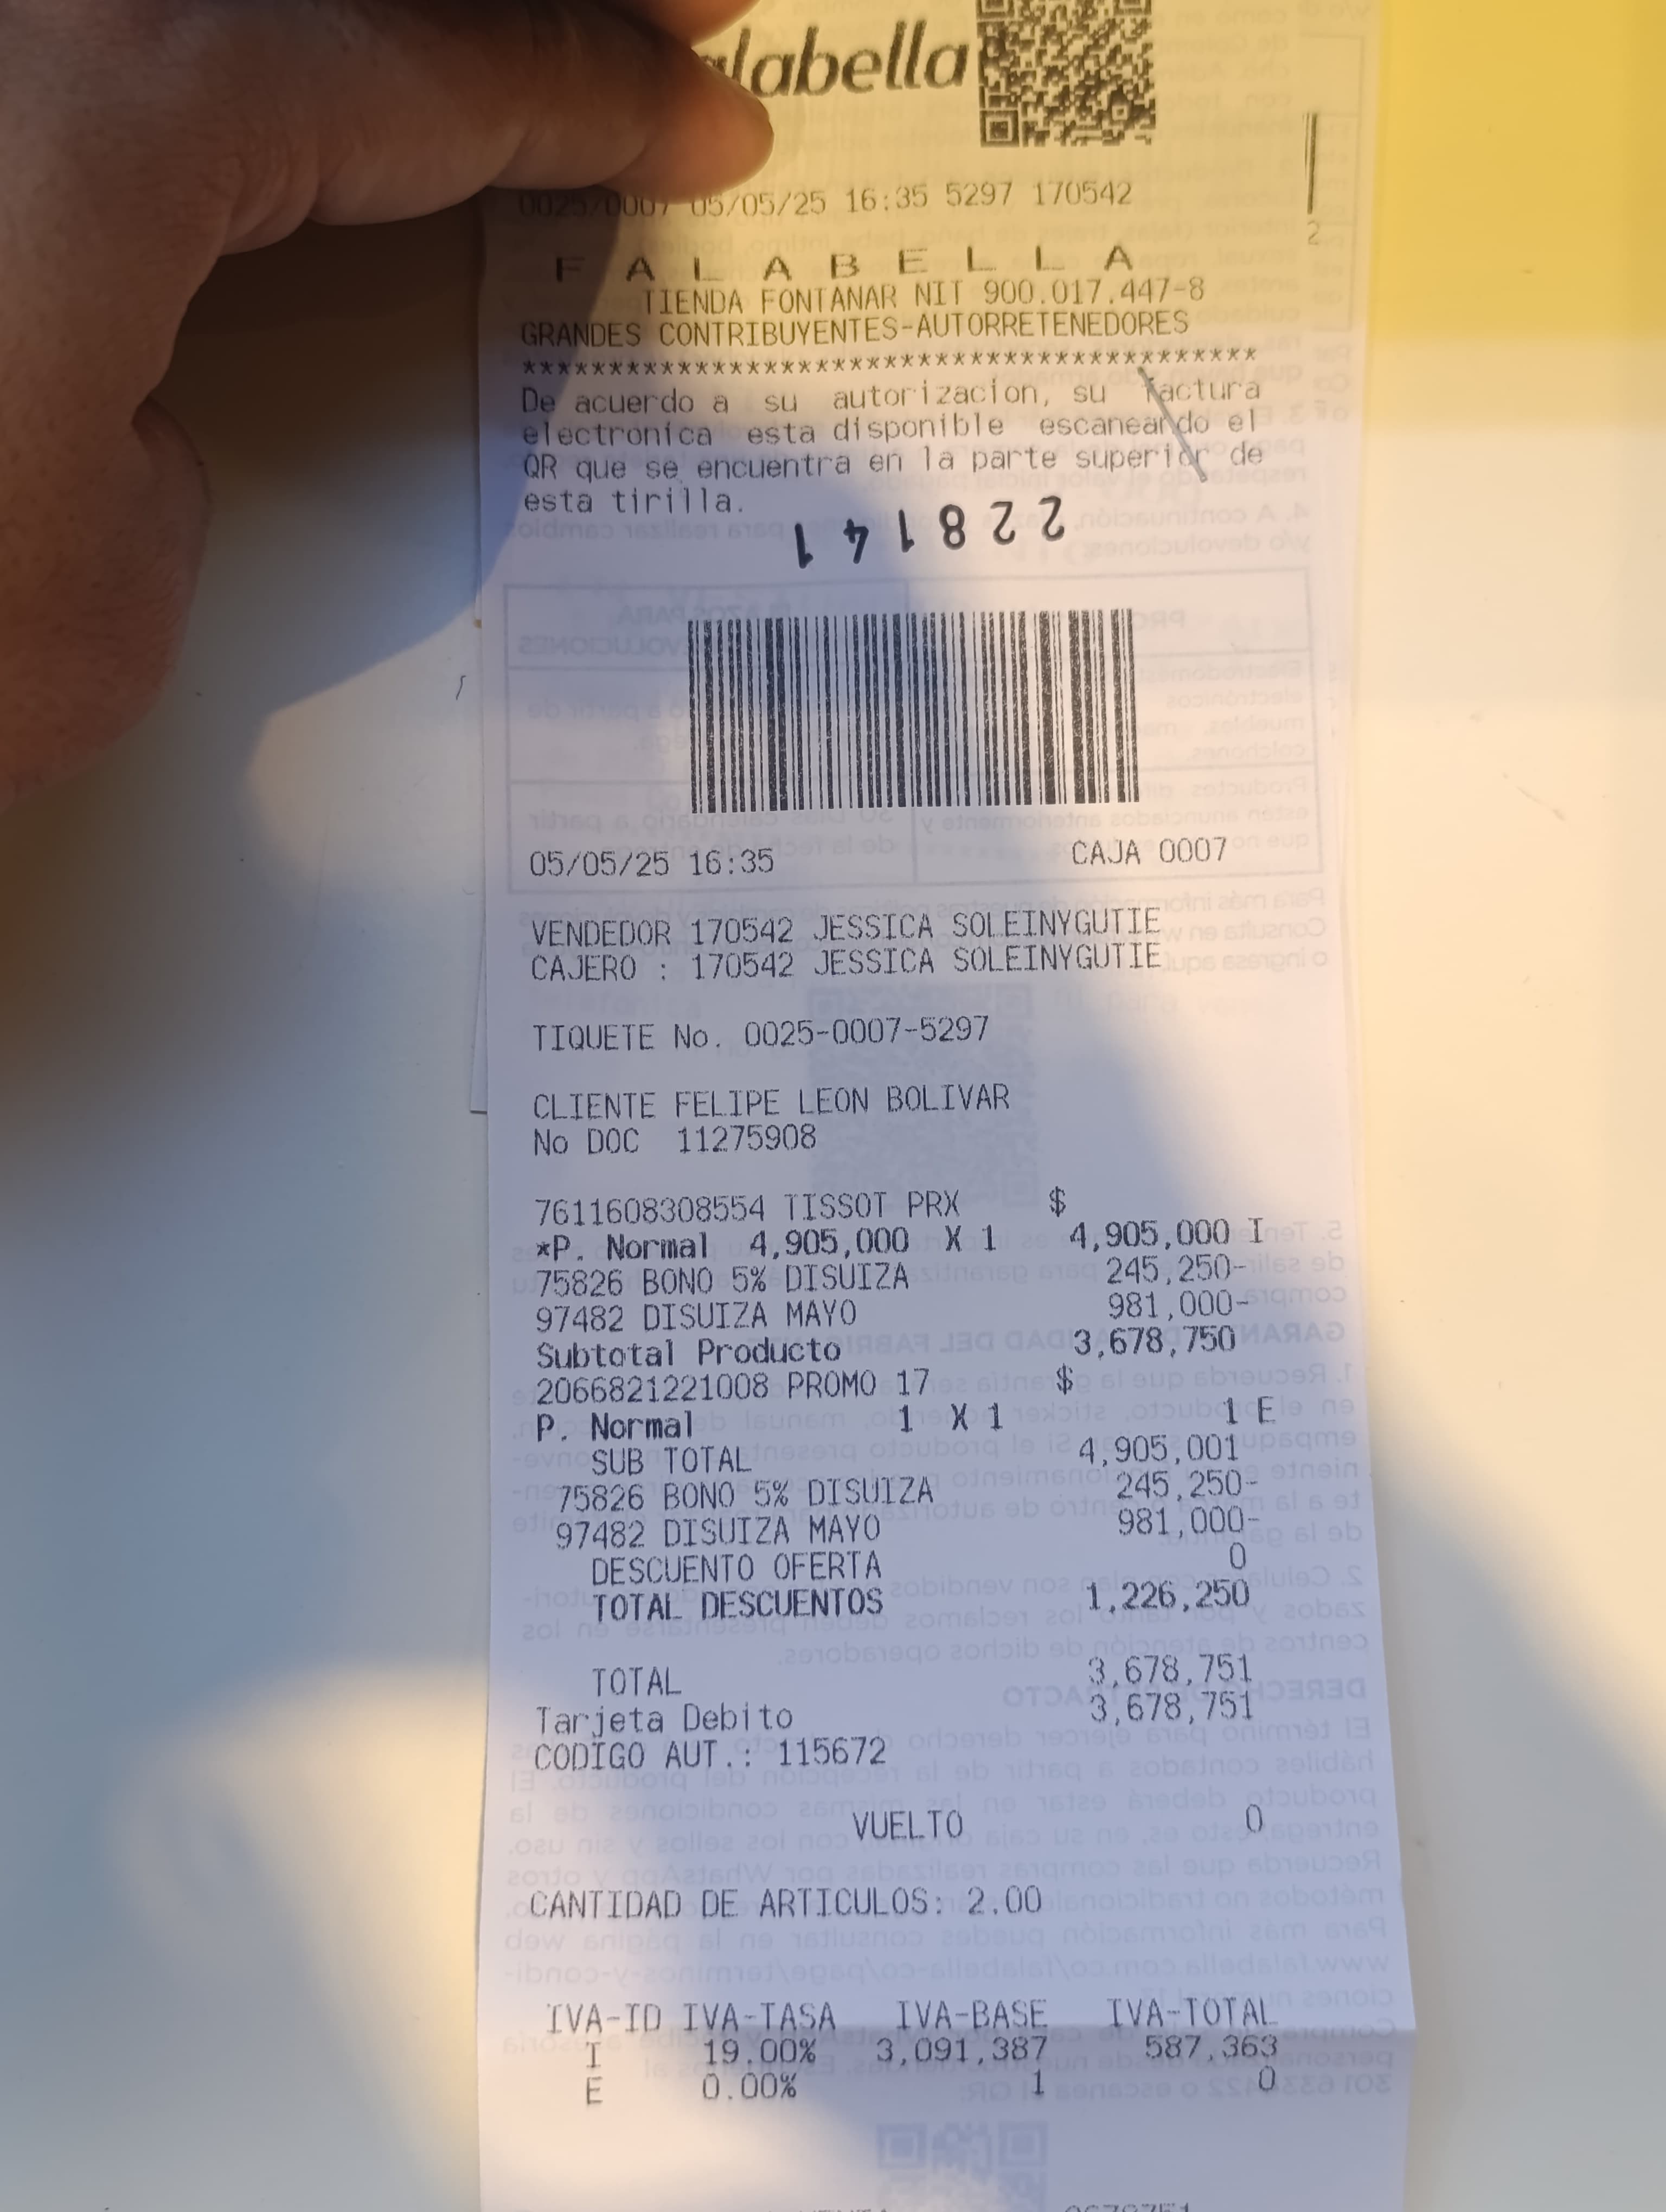 alabella
0025/0007 05/05/25 16:35 5297 170542
2
F A L A B E L L A
TIENDA FONTANAR NIT 900.017.447-8
GRANDES CONTRIBUYENTES-AUTORRETENEDORES
*******************************************
De acuerdo a su autorizacion, su factura
electronica esta disponible escaneando el
QR que se encuentra en la parte superior de
esta tirilla.
228141
05/05/25 16:35 CAJA 0007
VENDEDOR 170542 JESSICA SOLEINYGUTIE
CAJERO : 170542 JESSICA SOLEINYGUTIE
TIQUETE No. 0025-0007-5297
CLIENTE FELIPE LEON BOLIVAR
No DOC 11275908
7611608308554 TISSOT PRX $
*P. Normal 4,905,000 X 1 4,905,000 I
75826 BONO 5% DISUIZA 245,250-
97482 DISUIZA MAYO 981,000-
Subtotal Producto 3,678,750
2066821221008 PROMO 17 $
P. Normal 1 X 1 1 E
SUB TOTAL 4,905,001
75826 BONO 5% DISUIZA 245,250-
97482 DISUIZA MAYO 981,000-
DESCUENTO OFERTA 0
TOTAL DESCUENTOS 1,226,250
TOTAL 3,678,751
Tarjeta Debito 3,678,751
CODIGO AUT.: 115672
VUELTO 0
CANTIDAD DE ARTICULOS: 2.00
IVA-ID IVA-TASA IVA-BASE IVA-TOTAL
I 19.00% 3,091,387 587,363
E 0.00% 1 0